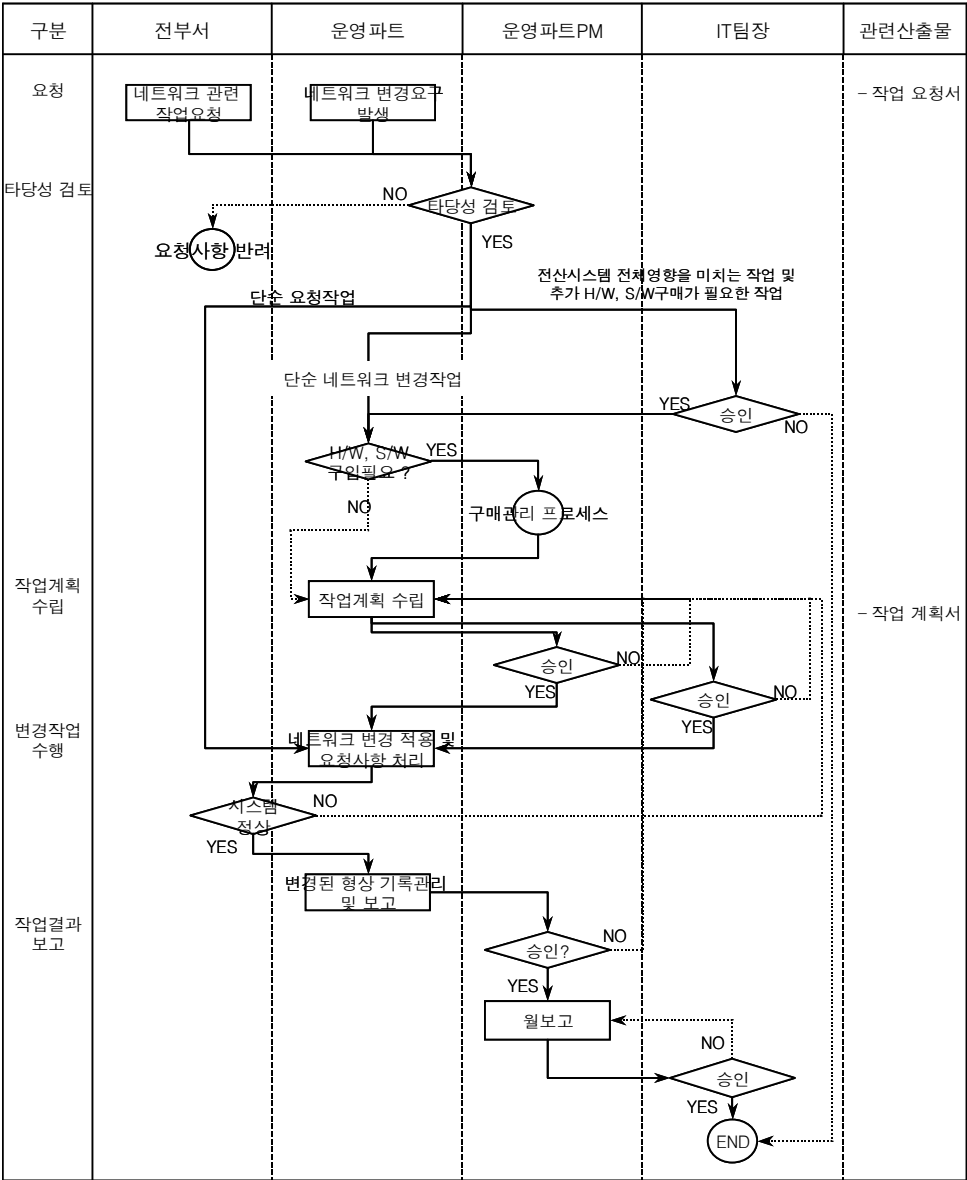 구분
전부서
운영파트
운영파트PM
IT팀장
관련산출물
요청
네트워크 관련
작업요청
네트워크 변경요구
발생
– 작업 요청서
타당성 검토
NO
타당성 검토
YES
요청사항 반려
전산시스템 전체영향을 미치는 작업 및
추가 H/W, S/W구매가 필요한 작업
단순 요청작업
단순 네트워크 변경작업
YES
승인
NO
H/W, S/W
구입필요 ?
YES
NO
구매관리 프로세스
작업계획
수립
작업계획 수립
– 작업 계획서
승인
NO
YES
승인
NO
YES
변경작업
수행
네트워크 변경 적용 및
요청사항 처리
시스템
정상
NO
YES
변경된 형상 기록관리
및 보고
작업결과
보고
승인?
NO
YES
월보고
NO
승인
YES
END